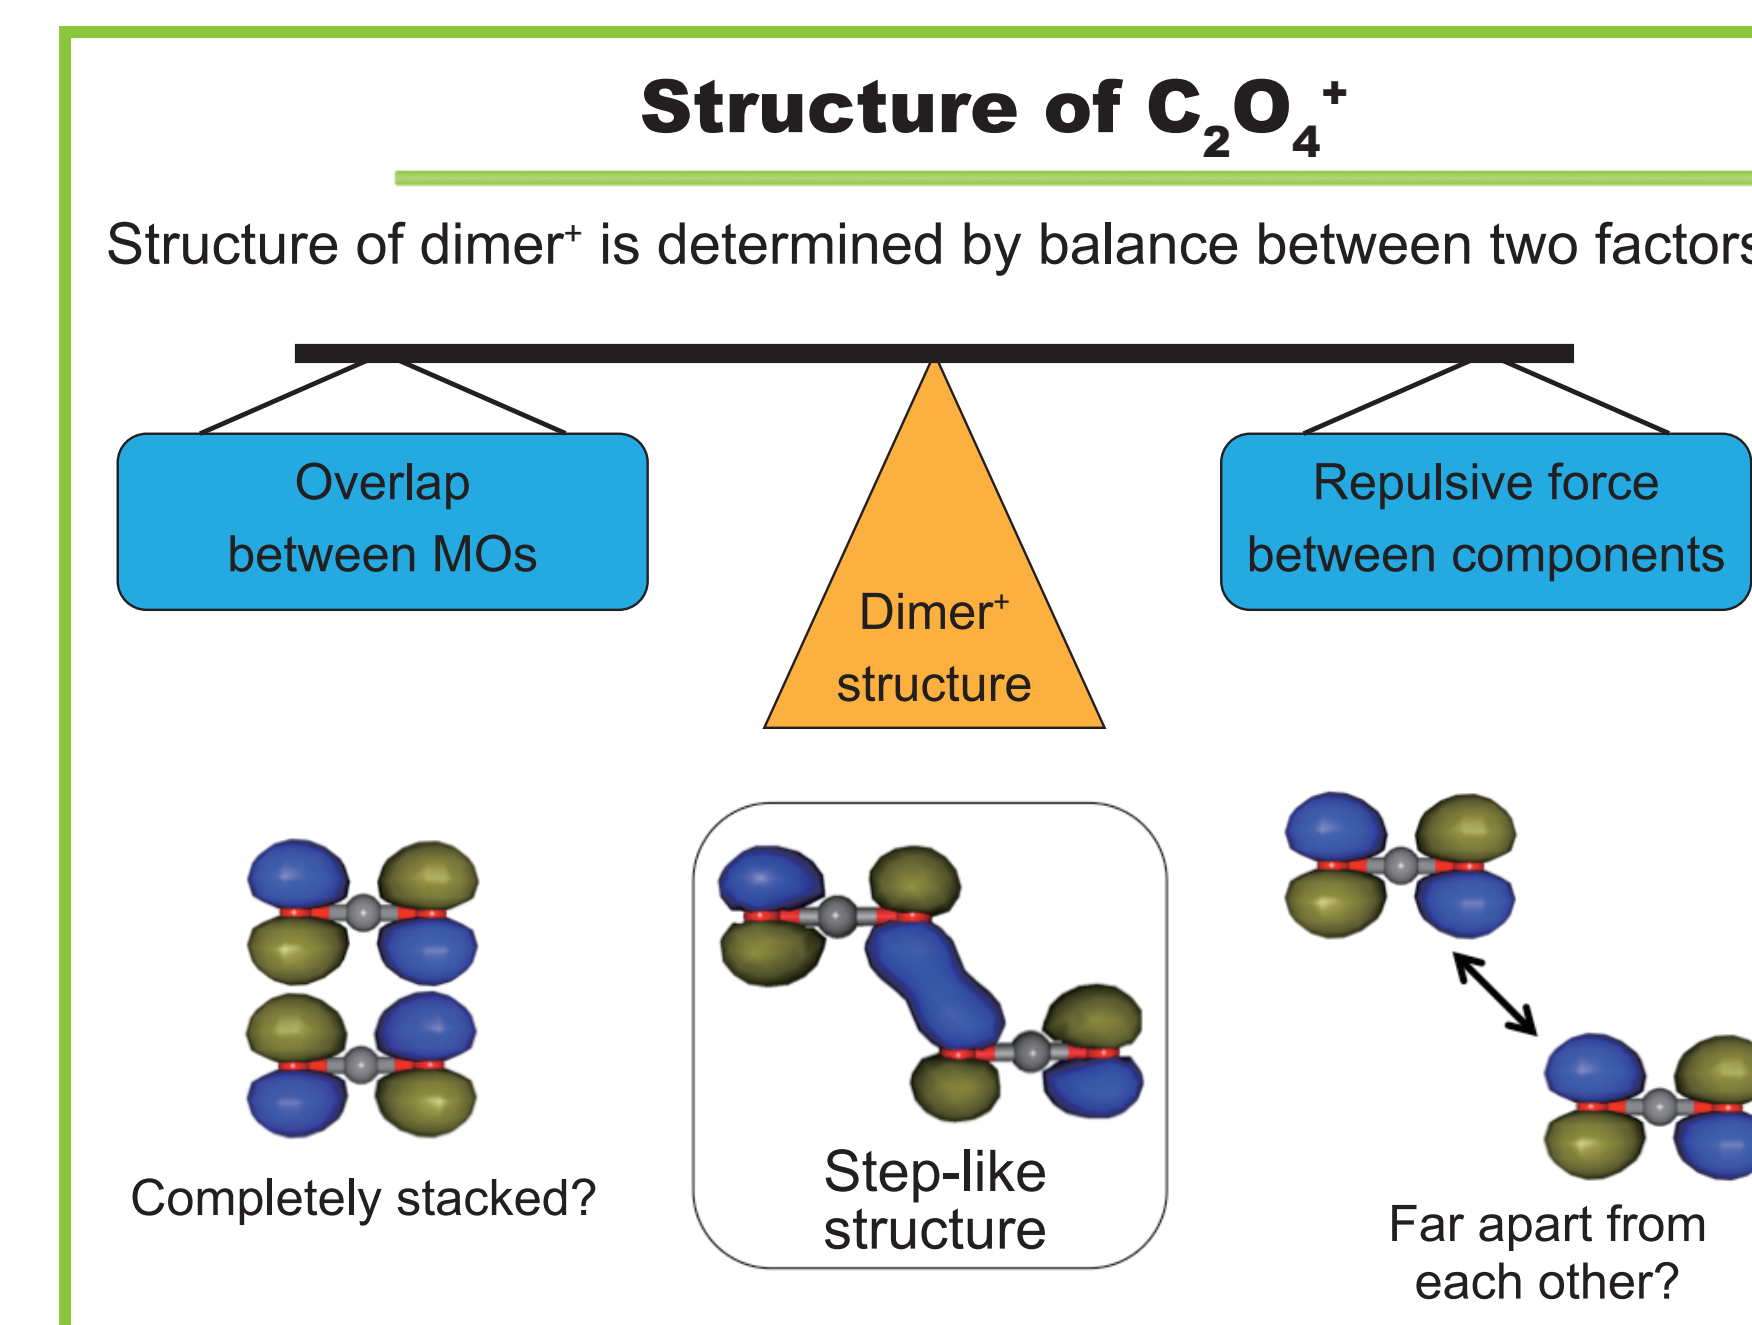 Structure of C₂O₄⁺
Structure of dimer⁺ is determined by balance between two factors
Overlap
between MOs
Repulsive force
between components
Dimer⁺
structure
Completely stacked?
Step-like
structure
Far apart from
each other?